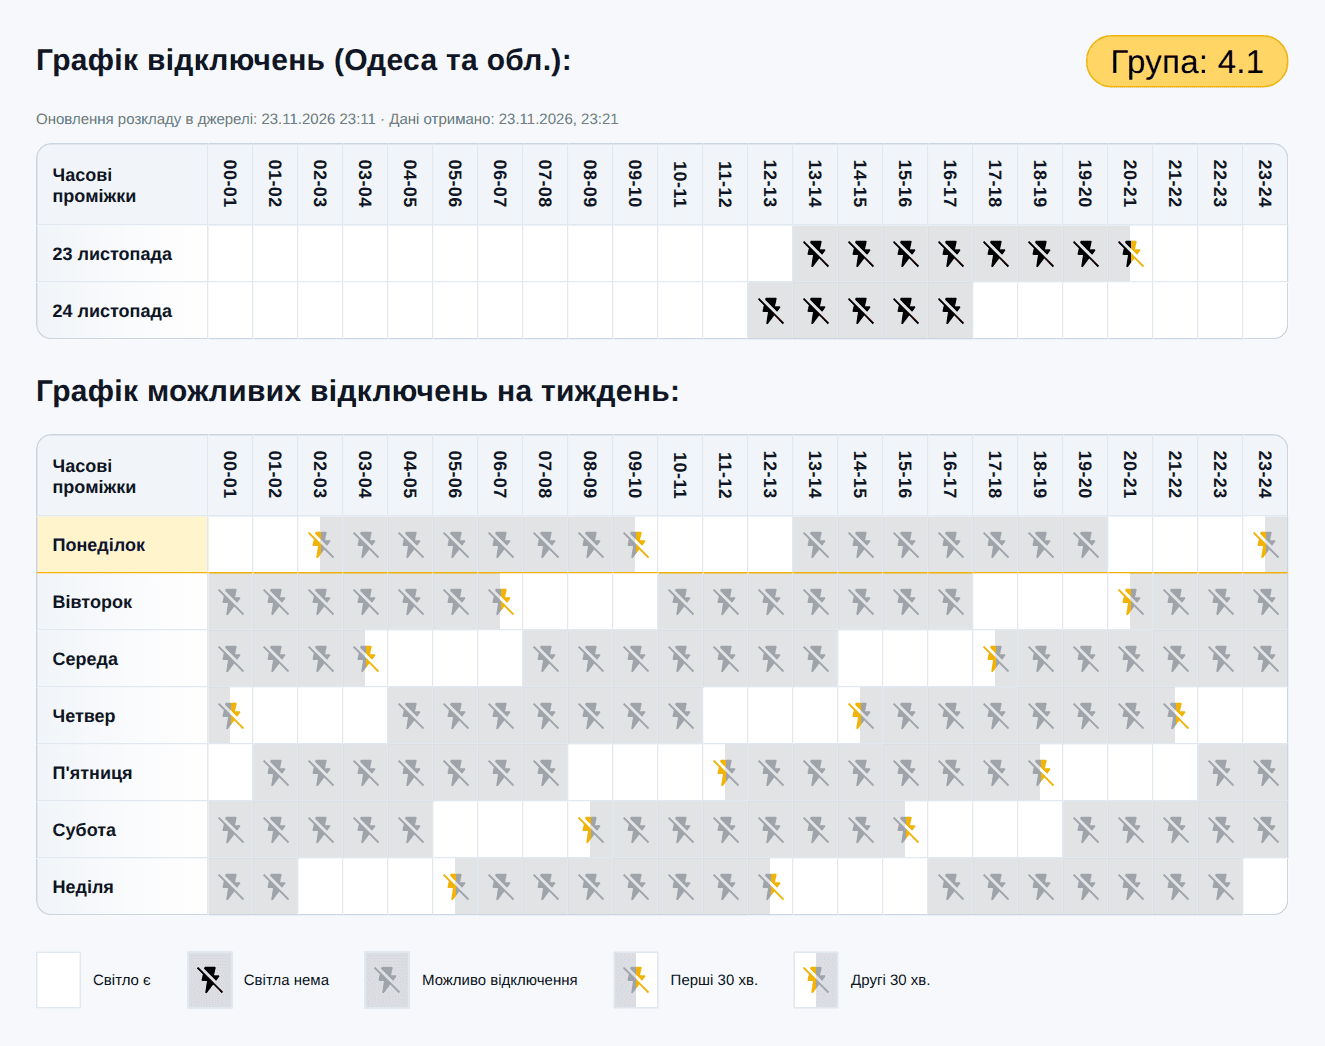 Графік відключень (Одеса та обл.):
Група: 4.1
Оновлення розкладу в джерелі: 23.11.2026 23:11 · Дані отримано: 23.11.2026, 23:21
Часові проміжки 00-01 01-02 02-03 03-04 04-05 05-06 06-07 07-08 08-09 09-10 10-11 11-12 12-13 13-14 14-15 15-16 16-17 17-18 18-19 19-20 20-21 21-22 22-23 23-24
23 листопада
24 листопада
Графік можливих відключень на тиждень:
Часові проміжки 00-01 01-02 02-03 03-04 04-05 05-06 06-07 07-08 08-09 09-10 10-11 11-12 12-13 13-14 14-15 15-16 16-17 17-18 18-19 19-20 20-21 21-22 22-23 23-24
Понеділок
Вівторок
Середа
Четвер
П'ятниця
Субота
Неділя
Світло є Світла нема Можливо відключення Перші 30 хв. Другі 30 хв.